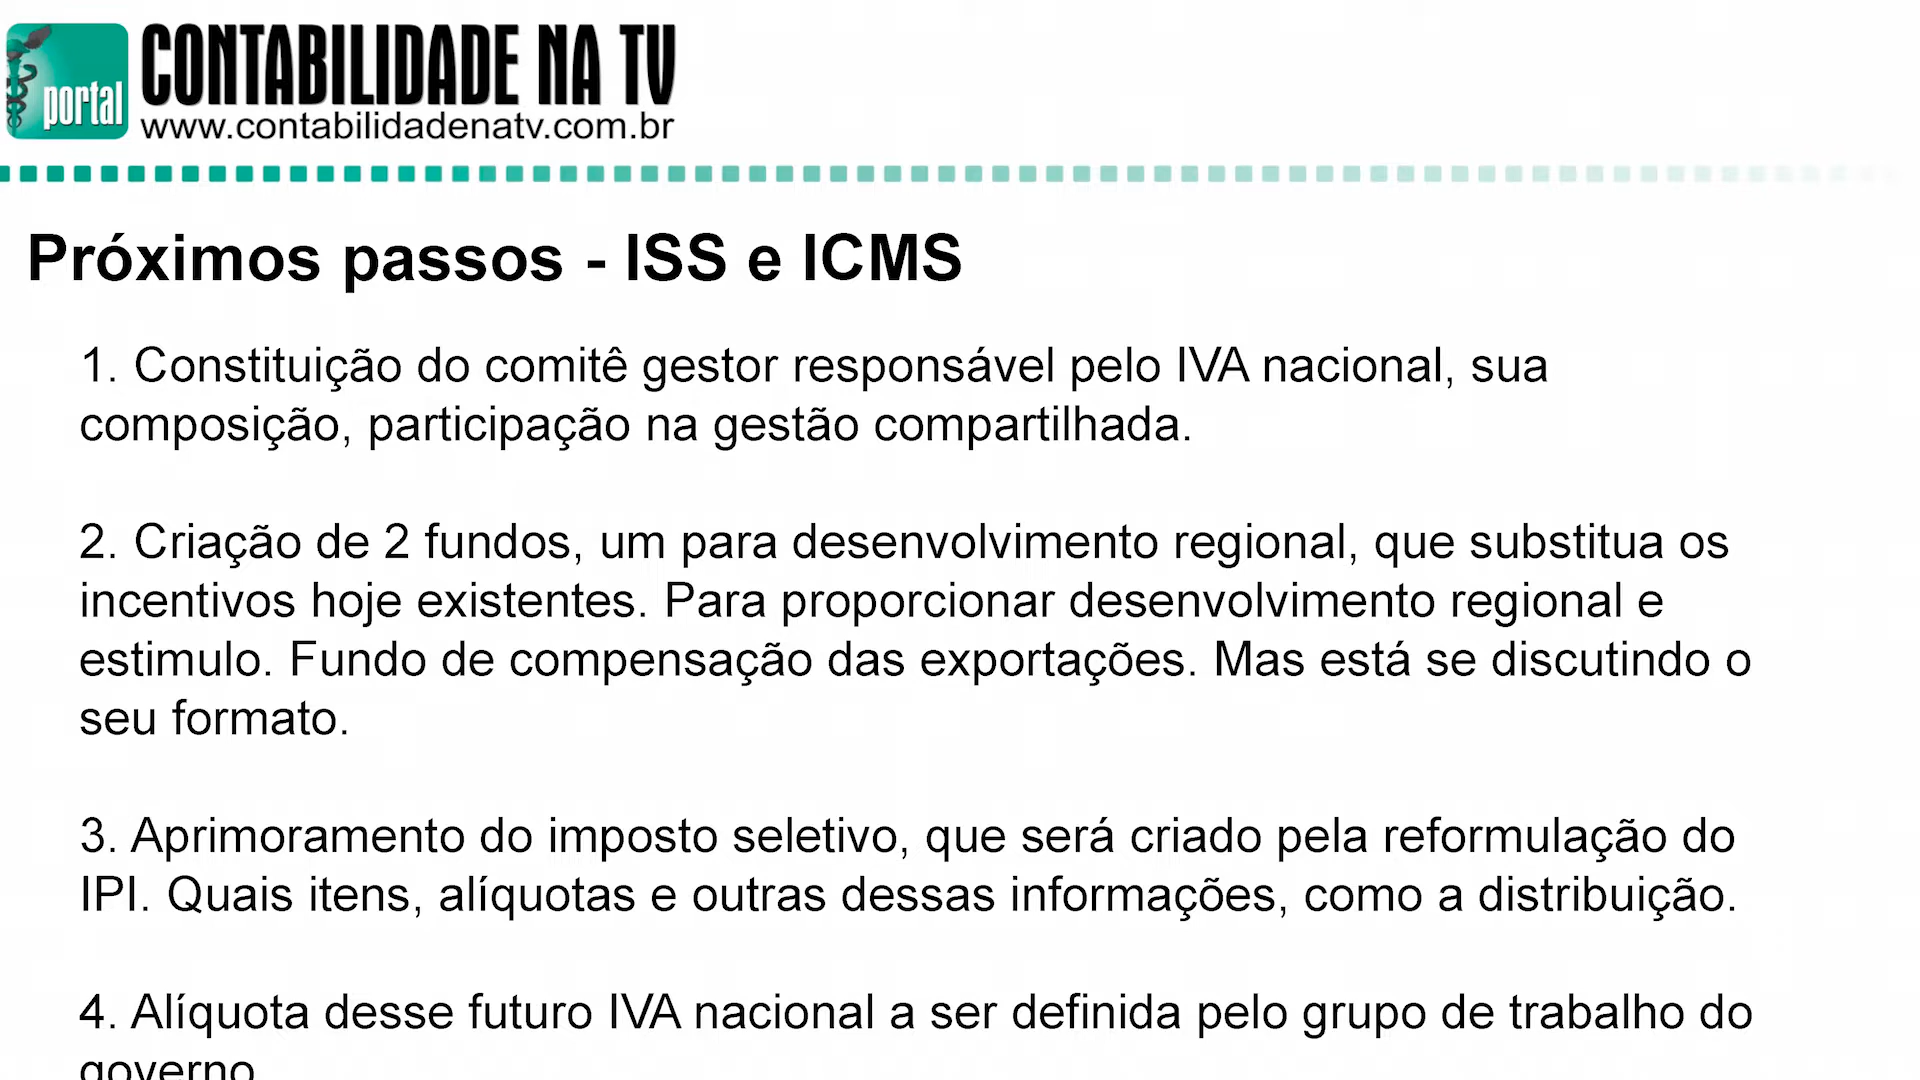 portal
CONTABILIDADE NA TV
www.contabilidadenatv.com.br
Próximos passos - ISS e ICMS
1. Constituição do comitê gestor responsável pelo IVA nacional, sua
composição, participação na gestão compartilhada.
2. Criação de 2 fundos, um para desenvolvimento regional, que substitua os
incentivos hoje existentes. Para proporcionar desenvolvimento regional e
estimulo. Fundo de compensação das exportações. Mas está se discutindo o
seu formato.
3. Aprimoramento do imposto seletivo, que será criado pela reformulação do
IPI. Quais itens, alíquotas e outras dessas informações, como a distribuição.
4. Alíquota desse futuro IVA nacional a ser definida pelo grupo de trabalho do
governo